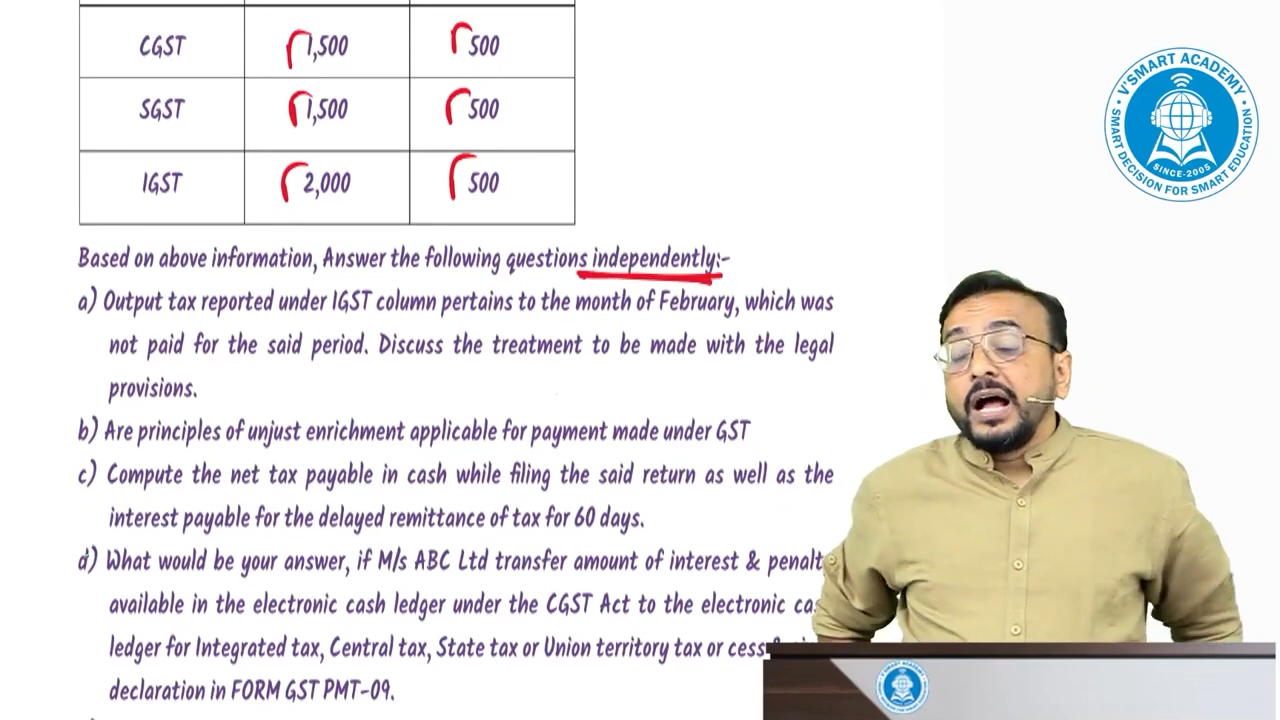 CGST 1,500 500
SGST 1,500 500
IGST 2,000 500
Based on above information, Answer the following questions independently:-
a) Output tax reported under IGST column pertains to the month of February, which was
not paid for the said period. Discuss the treatment to be made with the legal
provisions.
b) Are principles of unjust enrichment applicable for payment made under GST
c) Compute the net tax payable in cash while filing the said return as well as the
interest payable for the delayed remittance of tax for 60 days.
d) What would be your answer, if M/s ABC Ltd transfer amount of interest & penalt
available in the electronic cash ledger under the CGST Act to the electronic ca
ledger for Integrated tax, Central tax, State tax or Union territory tax or cess
declaration in FORM GST PMT-09.
V'SMART ACADEMY
SINCE-2005
SMART DECISION FOR SMART EDUCATION